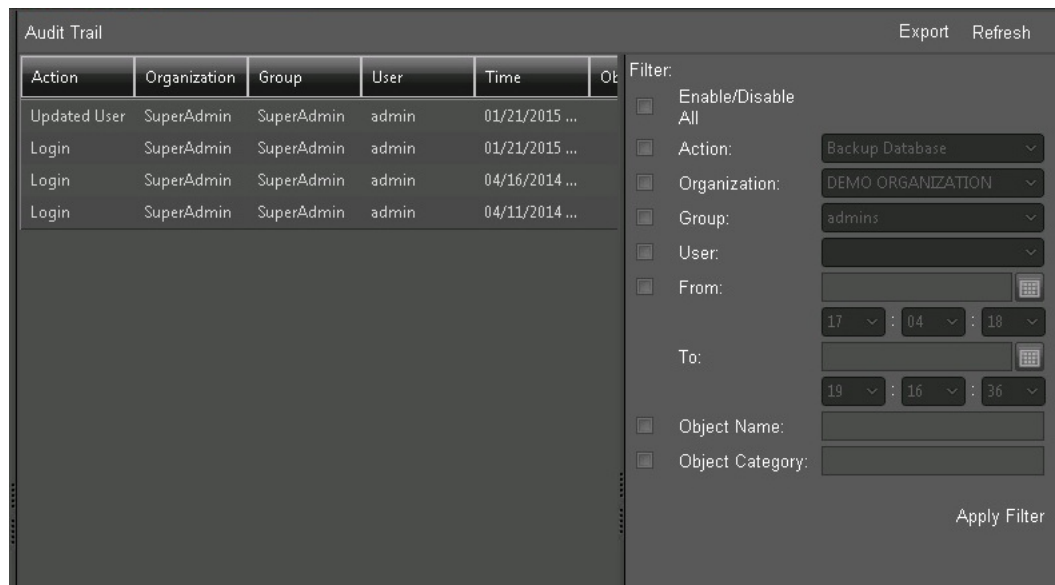 Audit Trail
Export Refresh
Action Organization Group User Time Ob
Updated User SuperAdmin SuperAdmin admin 01/21/2015 ...
Login SuperAdmin SuperAdmin admin 01/21/2015 ...
Login SuperAdmin SuperAdmin admin 04/16/2014 ...
Login SuperAdmin SuperAdmin admin 04/11/2014 ...
Filter:
Enable/Disable
All
Action: Backup Database
Organization: DEMO ORGANIZATION
Group: admins
User:
From:
17 : 04 : 18
To:
19 : 16 : 36
Object Name:
Object Category:
Apply Filter